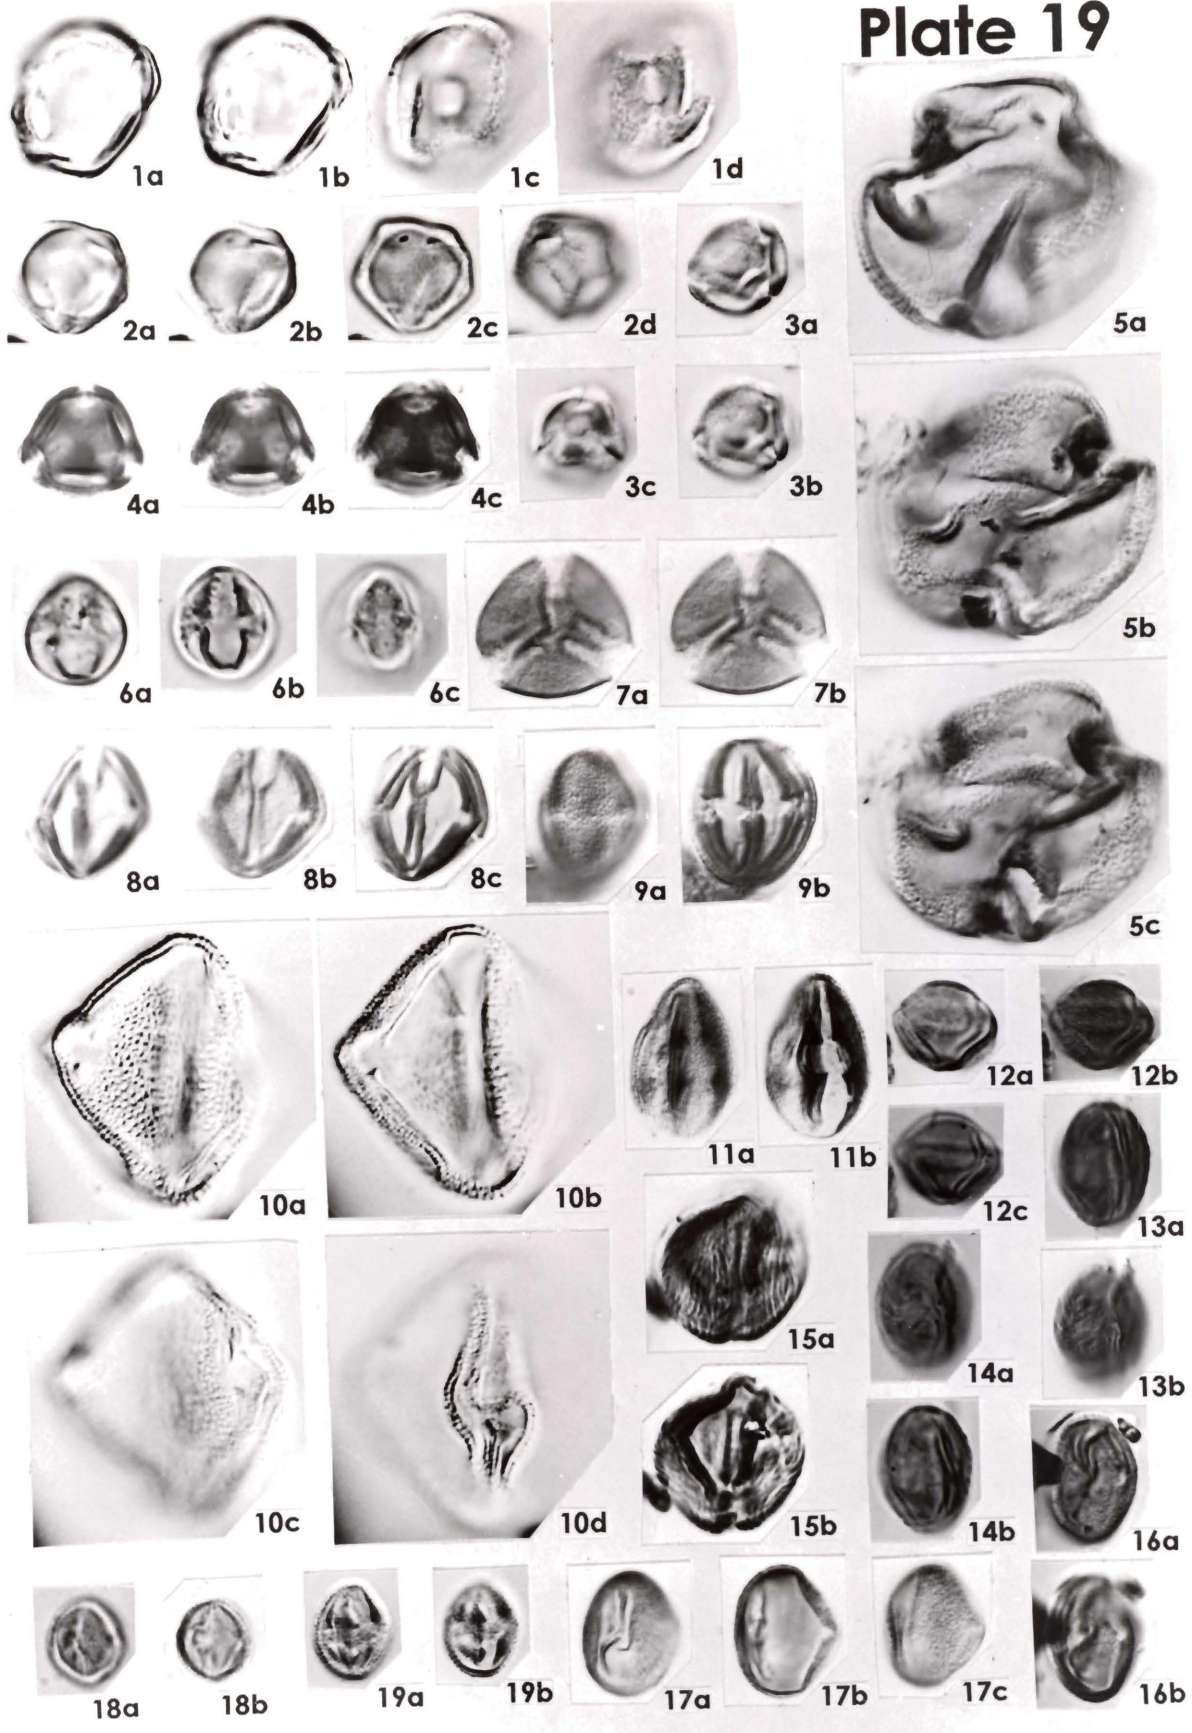 Plate 19
1a 1b 1c 1d
5a
2a 2b 2c 2d 3a
4a 4b 4c 3c 3b
5b
6a 6b 6c 7a 7b
8a 8b 8c 9a 9b
5c
10a 10b 11a 11b 12a 12b
12c 13a
15a
14a 13b
10c 10d 15b 14b 16a
18a 18b 19a 19b 17a 17b 17c 16b